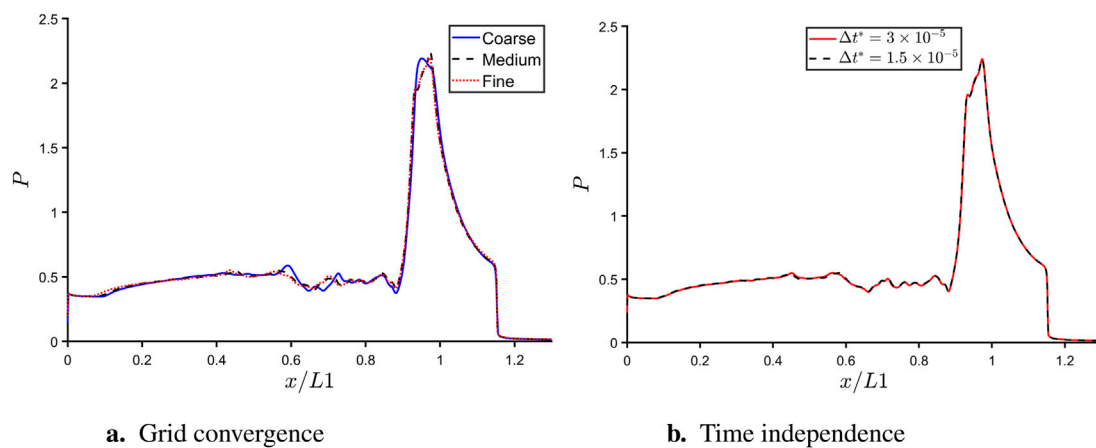 2.5
2
1.5
1
0.5
0
P
0
0.2
0.4
0.6
0.8
1
1.2
x/L1
Coarse
Medium
Fine
a. Grid convergence
2.5
2
1.5
1
0.5
0
P
0
0.2
0.4
0.6
0.8
1
1.2
x/L1
Δt* = 3 × 10⁻⁵
Δt* = 1.5 × 10⁻⁵
b. Time independence